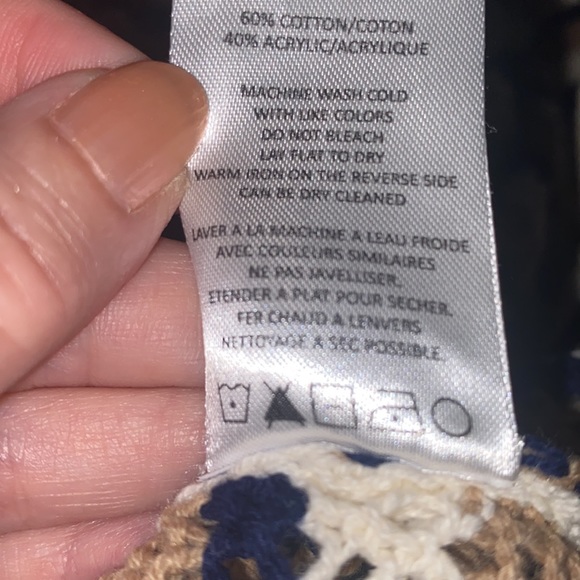 60% COTTON/COTON
40% ACRYLIC/ACRYLIQUE
MACHINE WASH COLD
WITH LIKE COLORS
DO NOT BLEACH
LAY FLAT TO DRY
WARM IRON ON THE REVERSE SIDE
CAN BE DRY CLEANED
LAVER A LA MACHINE A LEAU FROIDE
AVEC COULEURS SIMILAIRES
NE PAS JAVELLISER.
ETENDER A PLAT POUR SECHER.
FER CHAUD A LENVERS
NETTOYAGE A SEC POSSIBLE